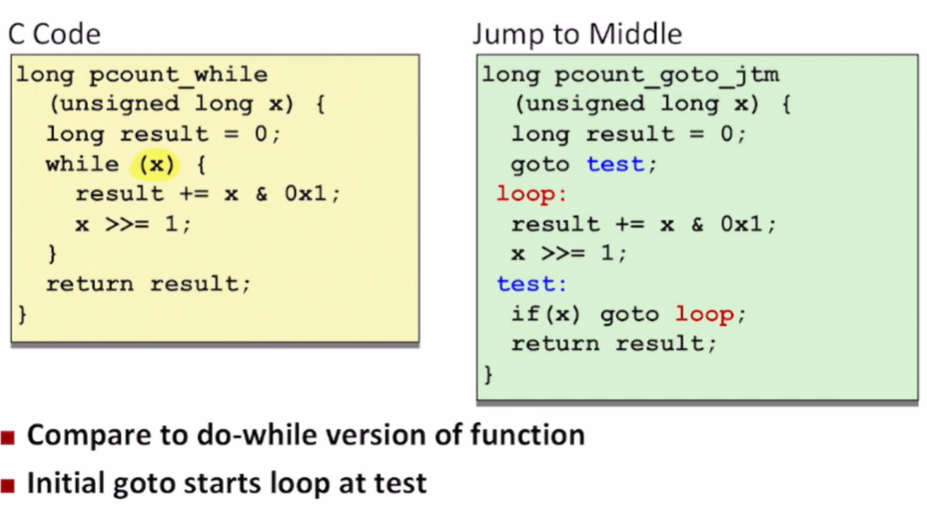 C Code
long pcount_while
(unsigned long x) {
long result = 0;
while (x) {
result += x & 0x1;
x >>= 1;
}
return result;
}
Jump to Middle
long pcount_goto_jtm
(unsigned long x) {
long result = 0;
goto test;
loop:
result += x & 0x1;
x >>= 1;
test:
if(x) goto loop;
return result;
}
Compare to do-while version of function
Initial goto starts loop at test